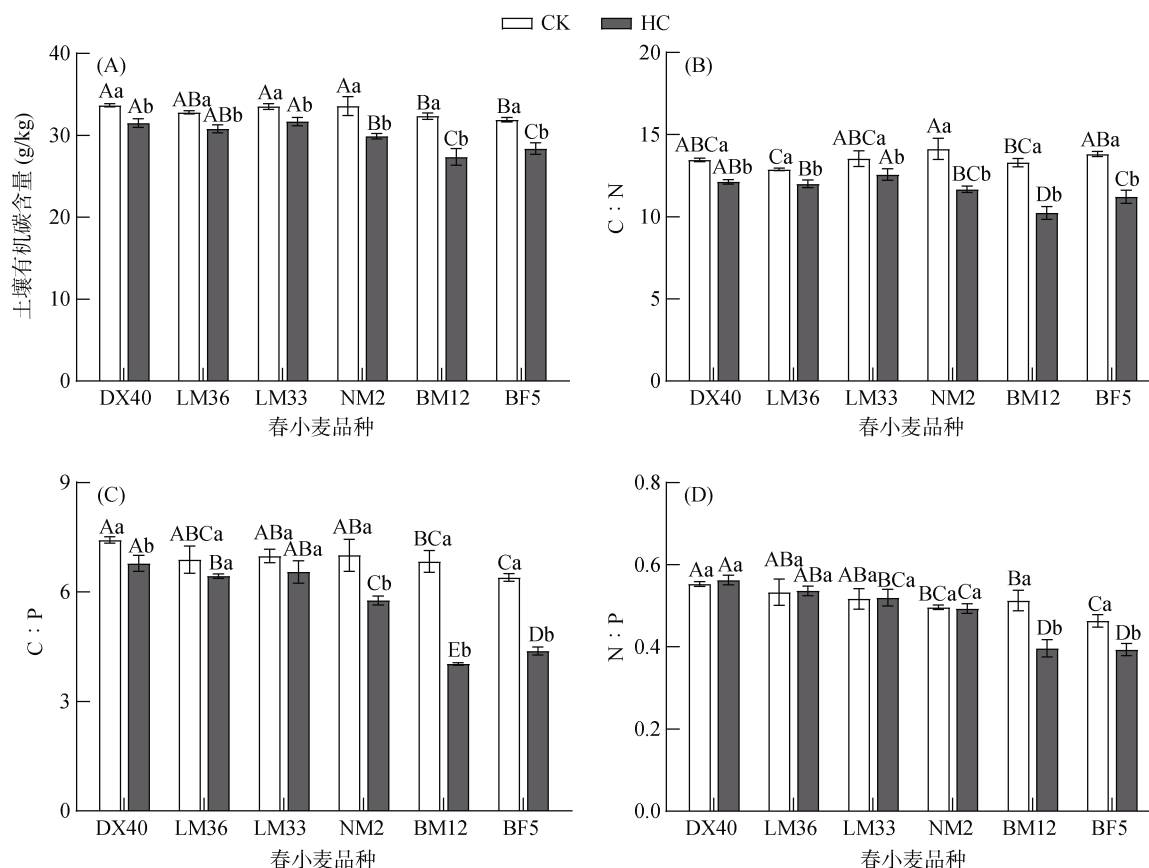 CK HC
(A)
土壤有机碳含量 (g/kg)
40
30
20
10
0
Aa Ab ABa ABb Aa Ab Aa Bb Ba Cb Ba Cb
DX40 LM36 LM33 NM2 BM12 BF5
春小麦品种
(B)
C∶N
20
15
10
5
0
ABCa ABb Ca Bb ABCa Ab Aa BCb BCa Db ABa Cb
DX40 LM36 LM33 NM2 BM12 BF5
春小麦品种
(C)
C∶P
9
6
3
0
Aa Ab ABCa Ba ABa ABa ABa Cb BCa Eb Ca Db
DX40 LM36 LM33 NM2 BM12 BF5
春小麦品种
(D)
N∶P
0.8
0.6
0.4
0.2
0.0
Aa Aa ABa ABa ABa BCa BCa Ca Ba Db Ca Db
DX40 LM36 LM33 NM2 BM12 BF5
春小麦品种